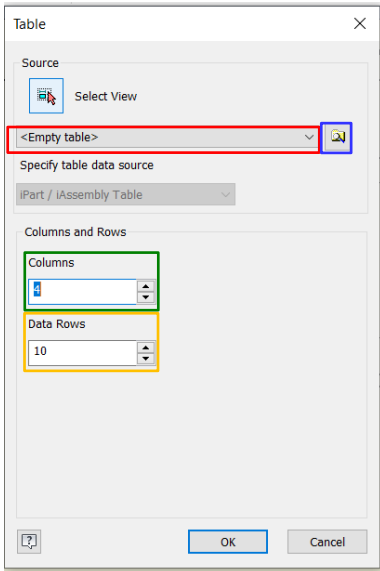 Table
Source
Select View
<Empty table>
Specify table data source
iPart / iAssembly Table
Columns and Rows
Columns
4
Data Rows
10
?
OK Cancel